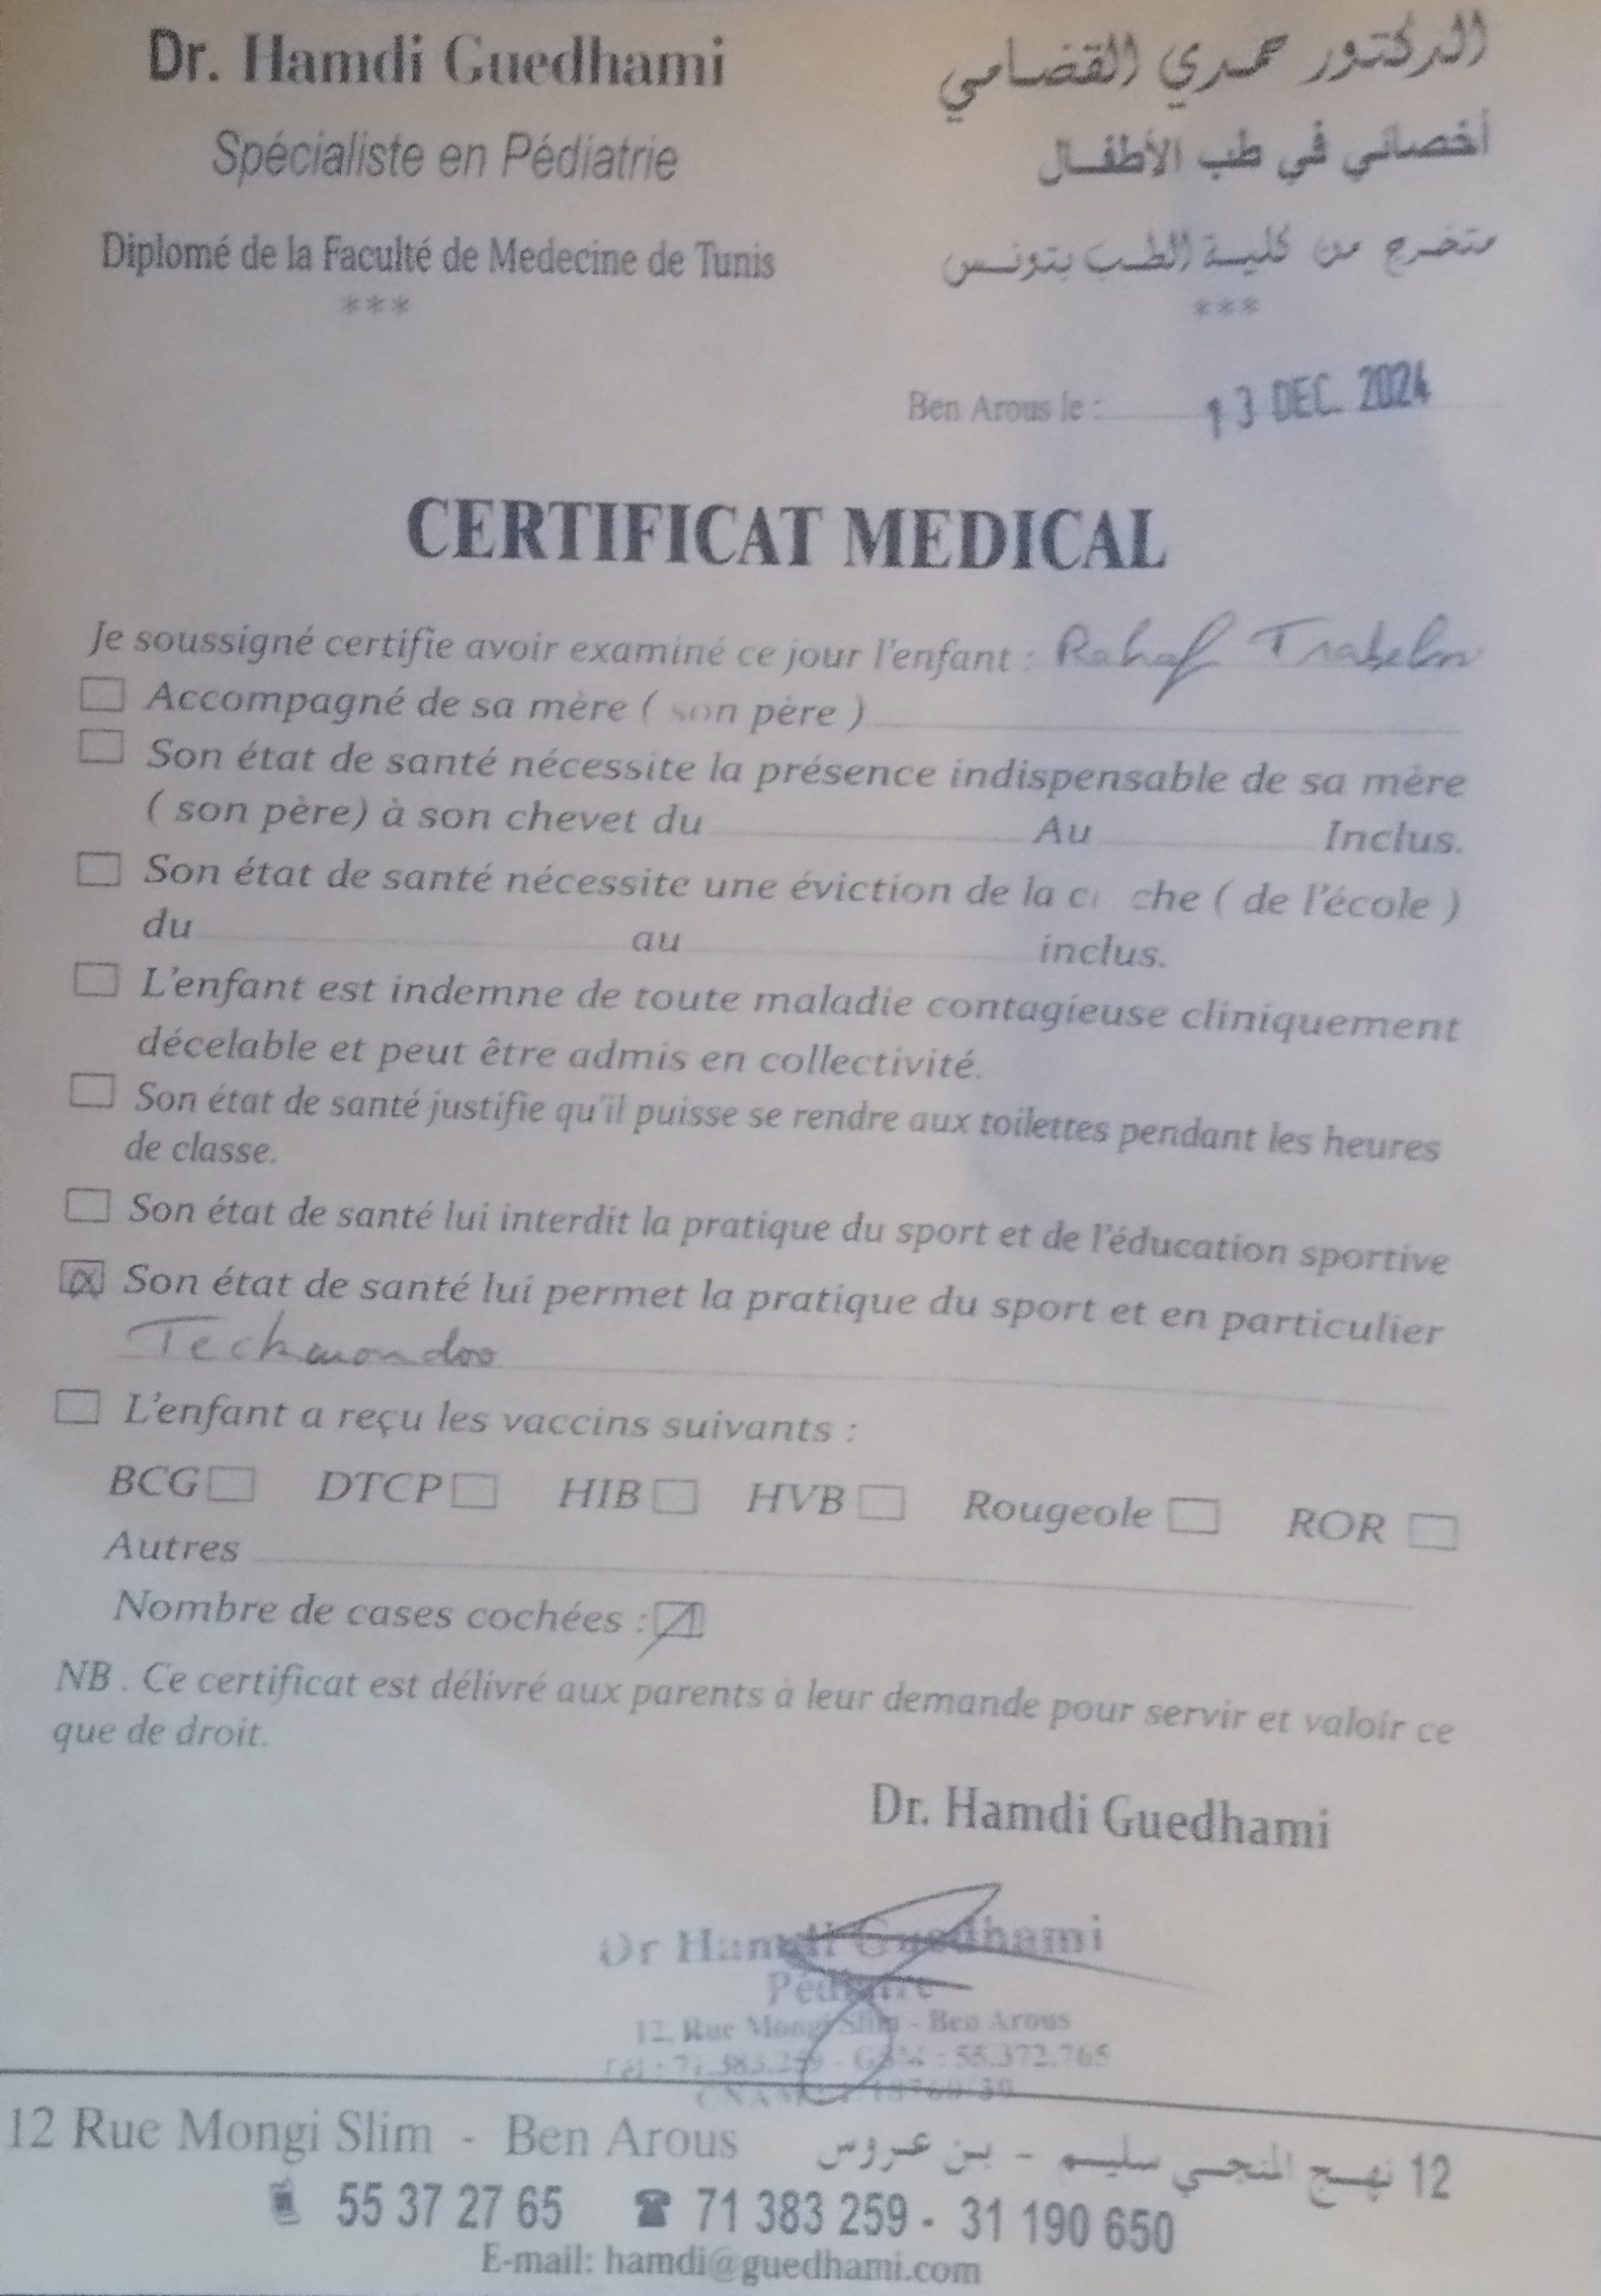 Dr. Hamdi Guedhami
الدكتور حمدي القضامي
Spécialiste en Pédiatrie
أخصائي في طب الأطفال
Diplomé de la Faculté de Medecine de Tunis
متخرج من كلية الطب بتونس
***
***
Ben Arous le : 13 DEC. 2024
CERTIFICAT MEDICAL
Je soussigné certifie avoir examiné ce jour l'enfant : Rahaf Trabelsi
Accompagné de sa mère ( son père )
Son état de santé nécessite la présence indispensable de sa mère
( son père) à son chevet du Au Inclus.
Son état de santé nécessite une éviction de la c che ( de l'école )
du au inclus.
L'enfant est indemne de toute maladie contagieuse cliniquement
décelable et peut être admis en collectivité.
Son état de santé justifie qu'il puisse se rendre aux toilettes pendant les heures
de classe.
Son état de santé lui interdit la pratique du sport et de l'éducation sportive
Son état de santé lui permet la pratique du sport et en particulier
Teckwondoo
L'enfant a reçu les vaccins suivants :
BCG DTCP HIB HVB Rougeole ROR
Autres
Nombre de cases cochées : 1
NB . Ce certificat est délivré aux parents à leur demande pour servir et valoir ce
que de droit.
Dr. Hamdi Guedhami
Dr Hamdi Guedhami
Pédiatre
12, Rue Mongi Slim - Ben Arous
Tél : 71.383.259 - GSM : 55.372.765
12 Rue Mongi Slim - Ben Arous
12 نهج المنجي سليم - بن عروس
55 37 27 65 71 383 259 - 31 190 650
E-mail: hamdi@guedhami.com